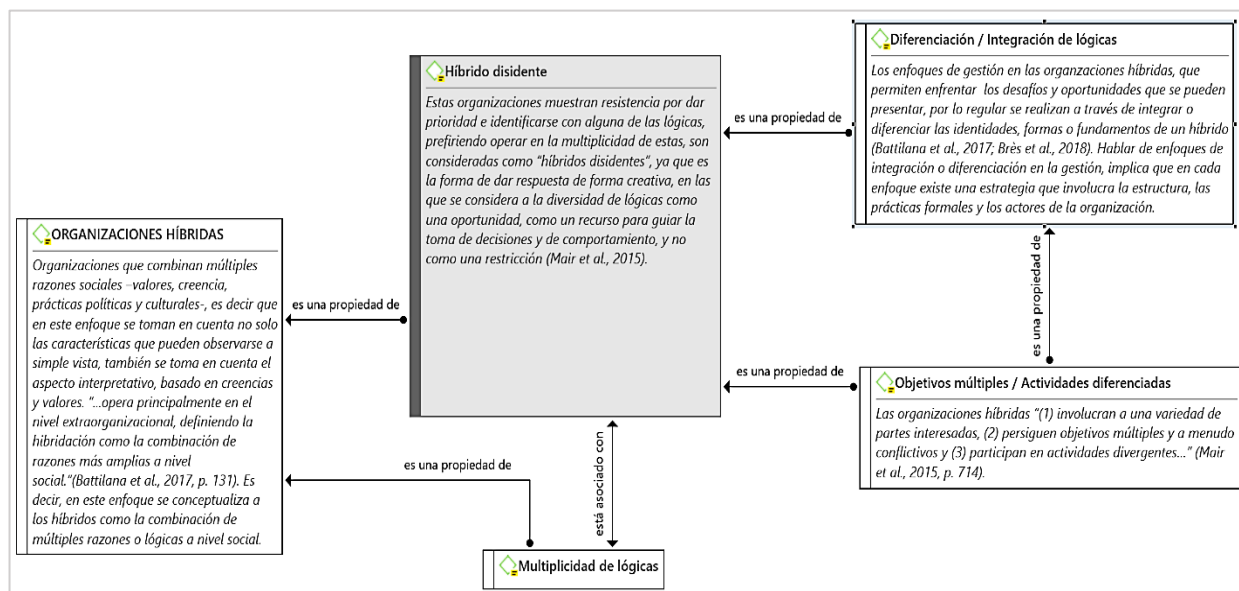 Diferenciación / Integración de lógicas
Los enfoques de gestión en las organzaciones híbridas, que
permiten enfrentar los desafíos y oportunidades que se pueden
presentar, por lo regular se realizan a través de integrar o
diferenciar las identidades, formas o fundamentos de un híbrido
(Battilana et al., 2017; Brès et al., 2018). Hablar de enfoques de
integración o diferenciación en la gestión, implica que en cada
enfoque existe una estrategia que involucra la estructura, las
prácticas formales y los actores de la organización.
Híbrido disidente
Estas organizaciones muestran resistencia por dar
prioridad e identificarse con alguna de las lógicas,
prefiriendo operar en la multiplicidad de estas, son
consideradas como "híbridos disidentes", ya que es
la forma de dar respuesta de forma creativa, en las
que se considera a la diversidad de lógicas como
una oportunidad, como un recurso para guiar la
toma de decisiones y de comportamiento, y no
como una restricción (Mair et al., 2015).
es una propiedad de
ORGANIZACIONES HÍBRIDAS
Organizaciones que combinan múltiples
razones sociales –valores, creencia,
prácticas políticas y culturales-, es decir que
en este enfoque se toman en cuenta no solo
las características que pueden observarse a
simple vista, también se toma en cuenta el
aspecto interpretativo, basado en creencias
y valores. "...opera principalmente en el
nivel extraorganizacional, definiendo la
hibridación como la combinación de
razones más amplias a nivel
social."(Battilana et al., 2017, p. 131). Es
decir, en este enfoque se conceptualiza a
los híbridos como la combinación de
múltiples razones o lógicas a nivel social.
es una propiedad de
es una propiedad de
es una propiedad de
Objetivos múltiples / Actividades diferenciadas
Las organizaciones híbridas "(1) involucran a una variedad de
partes interesadas, (2) persiguen objetivos múltiples y a menudo
conflictivos y (3) participan en actividades divergentes..." (Mair
et al., 2015, p. 714).
es una propiedad de
está asociado con
Multiplicidad de lógicas